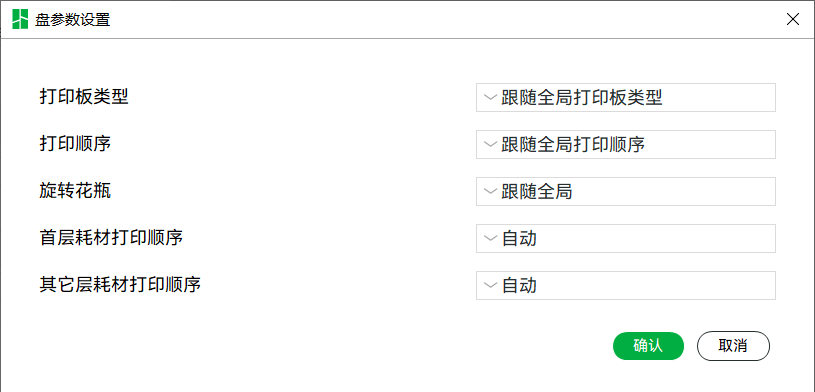 盘参数设置
打印板类型
跟随全局打印板类型
打印顺序
跟随全局打印顺序
旋转花瓶
跟随全局
首层耗材打印顺序
自动
其它层耗材打印顺序
自动
确认
取消